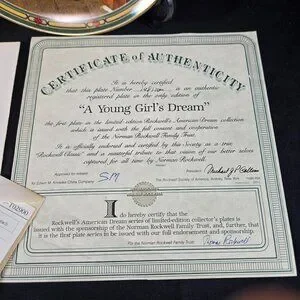 CERTIFICATE of AUTHENTICITY
It is hereby certified
that this plate Number is an authentic
registered plate in the only edition of
"A Young Girl's Dream"
the first plate in the limited edition Rockwell's American Dream collection
which is issued with the full consent and cooperation
of the Norman Rockwell Family Trust.
It is officially endorsed and certified by this Society as a true
"Rockwell Classic" and a masterful tribute to that vision of our better selves
captured for all time by Norman Rockwell.
Approved for release SM
President
By Edwin M. Knowles China Company
The Rockwell Society of America
I do hereby certify that the
Rockwell's American Dream series of limited-edition collector's plates is
issued with the sponsorship of the Norman Rockwell Family Trust, and, further, that
it is the first plate series to be issued with our full endorsement and sponsorship.
For the Norman Rockwell Family Trust